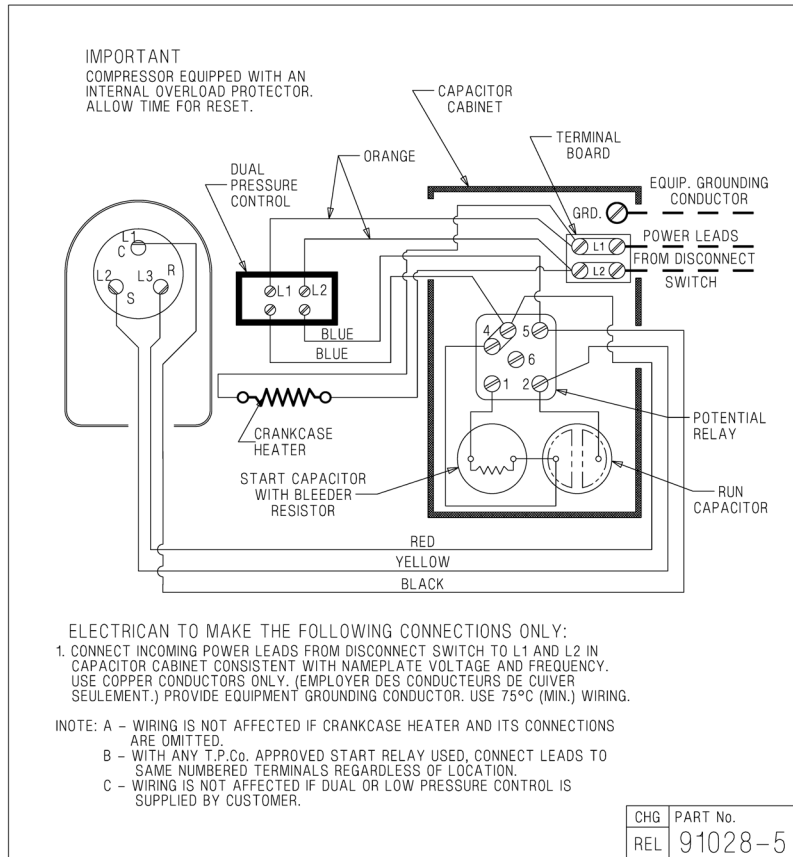 IMPORTANT
COMPRESSOR EQUIPPED WITH AN
INTERNAL OVERLOAD PROTECTOR.
ALLOW TIME FOR RESET.
CAPACITOR
CABINET
TERMINAL
BOARD
ORANGE
DUAL
PRESSURE
CONTROL
EQUIP. GROUNDING
CONDUCTOR
GRD.
POWER LEADS
FROM DISCONNECT
SWITCH
L1
L2
L1
C
L2
S
L3
R
L1
L2
BLUE
BLUE
4
5
6
1
2
CRANKCASE
HEATER
POTENTIAL
RELAY
START CAPACITOR
WITH BLEEDER
RESISTOR
RUN
CAPACITOR
RED
YELLOW
BLACK
ELECTRICAN TO MAKE THE FOLLOWING CONNECTIONS ONLY:
1. CONNECT INCOMING POWER LEADS FROM DISCONNECT SWITCH TO L1 AND L2 IN
CAPACITOR CABINET CONSISTENT WITH NAMEPLATE VOLTAGE AND FREQUENCY.
USE COPPER CONDUCTORS ONLY. (EMPLOYER DES CONDUCTEURS DE CUIVER
SEULEMENT.) PROVIDE EQUIPMENT GROUNDING CONDUCTOR. USE 75°C (MIN.) WIRING.
INOTE: A – WIRING IS NOT AFFECTED IF CRANKCASE HEATER AND ITS CONNECTIONS
ARE OMITTED.
B – WITH ANY T.P.Co. APPROVED START RELAY USED, CONNECT LEADS TO
SAME NUMBERED TERMINALS REGARDLESS OF LOCATION.
C – WIRING IS NOT AFFECTED IF DUAL OR LOW PRESSURE CONTROL IS
SUPPLIED BY CUSTOMER.
CHG PART No.
REL 91028-5